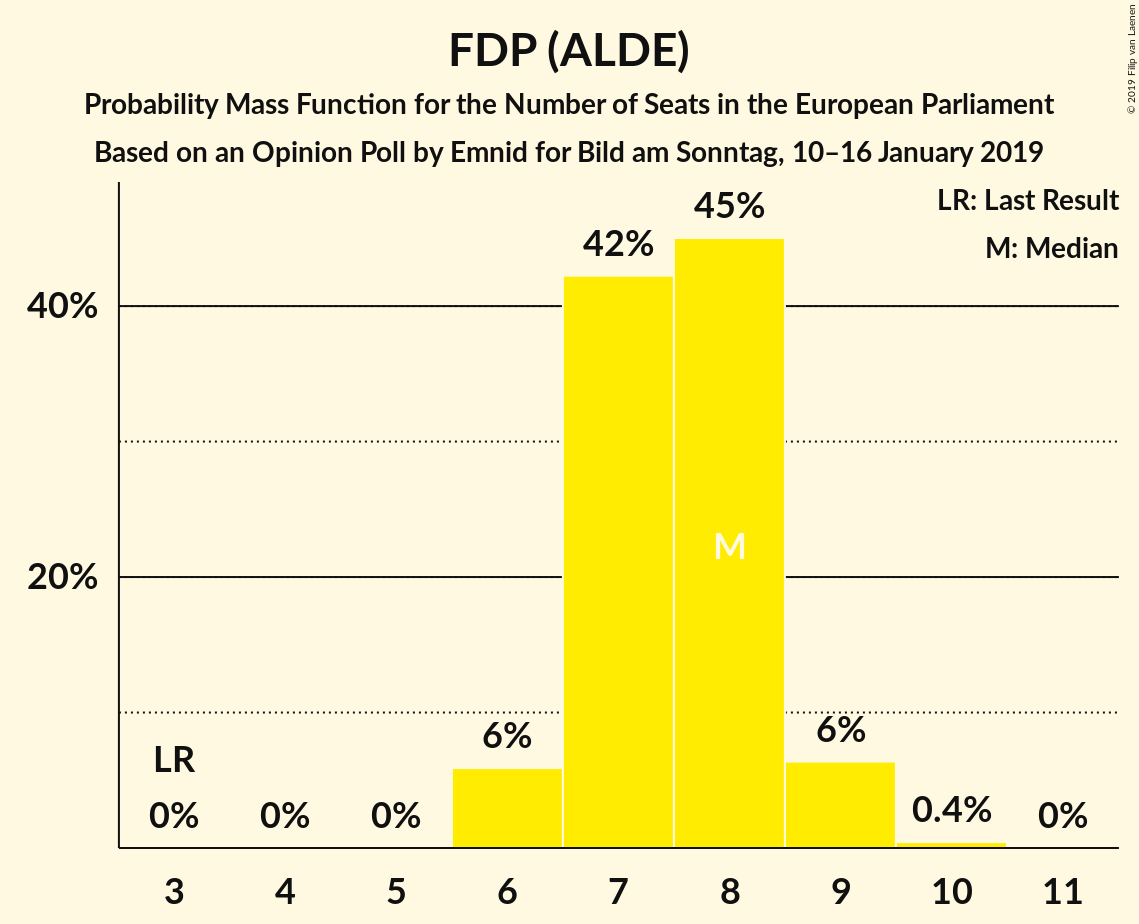 FDP (ALDE)
Probability Mass Function for the Number of Seats in the European Parliament
Based on an Opinion Poll by Emnid for Bild am Sonntag, 10–16 January 2019
© 2019 Filip van Laenen
LR: Last Result
M: Median
45%
42%
40%
M
20%
6%
6%
LR
0%
0%
0%
0.4%
0%
3 4 5 6 7 8 9 10 11